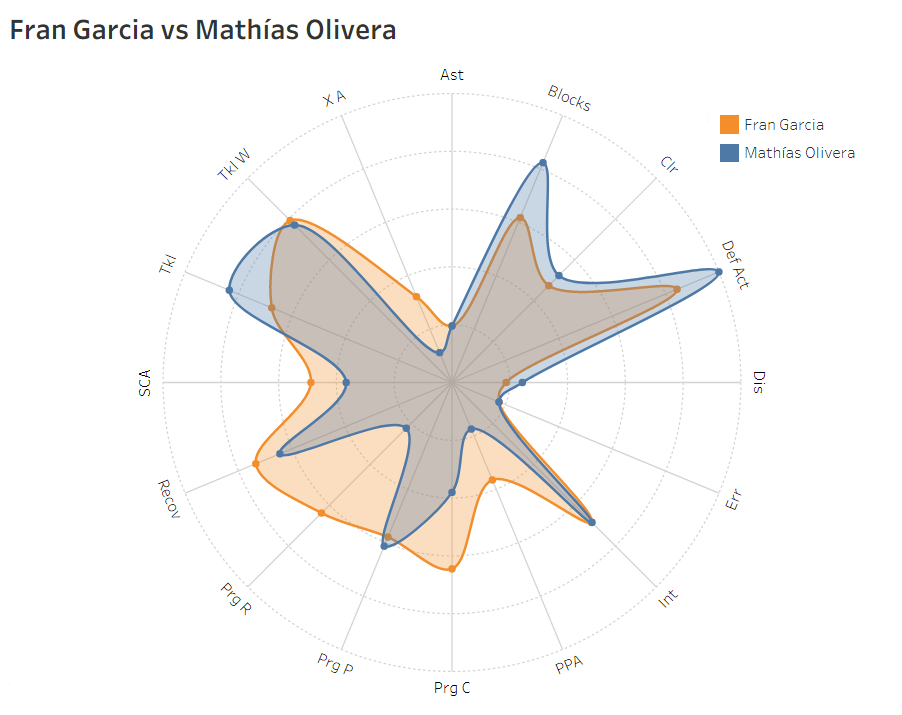 Fran Garcia vs Mathías Olivera
Ast
Blocks
Clr
Def Act
Dis
Err
Int
PPA
Prg C
Prg P
Prg R
Recov
SCA
Tkl
Tkl W
X A
Fran Garcia
Mathías Olivera